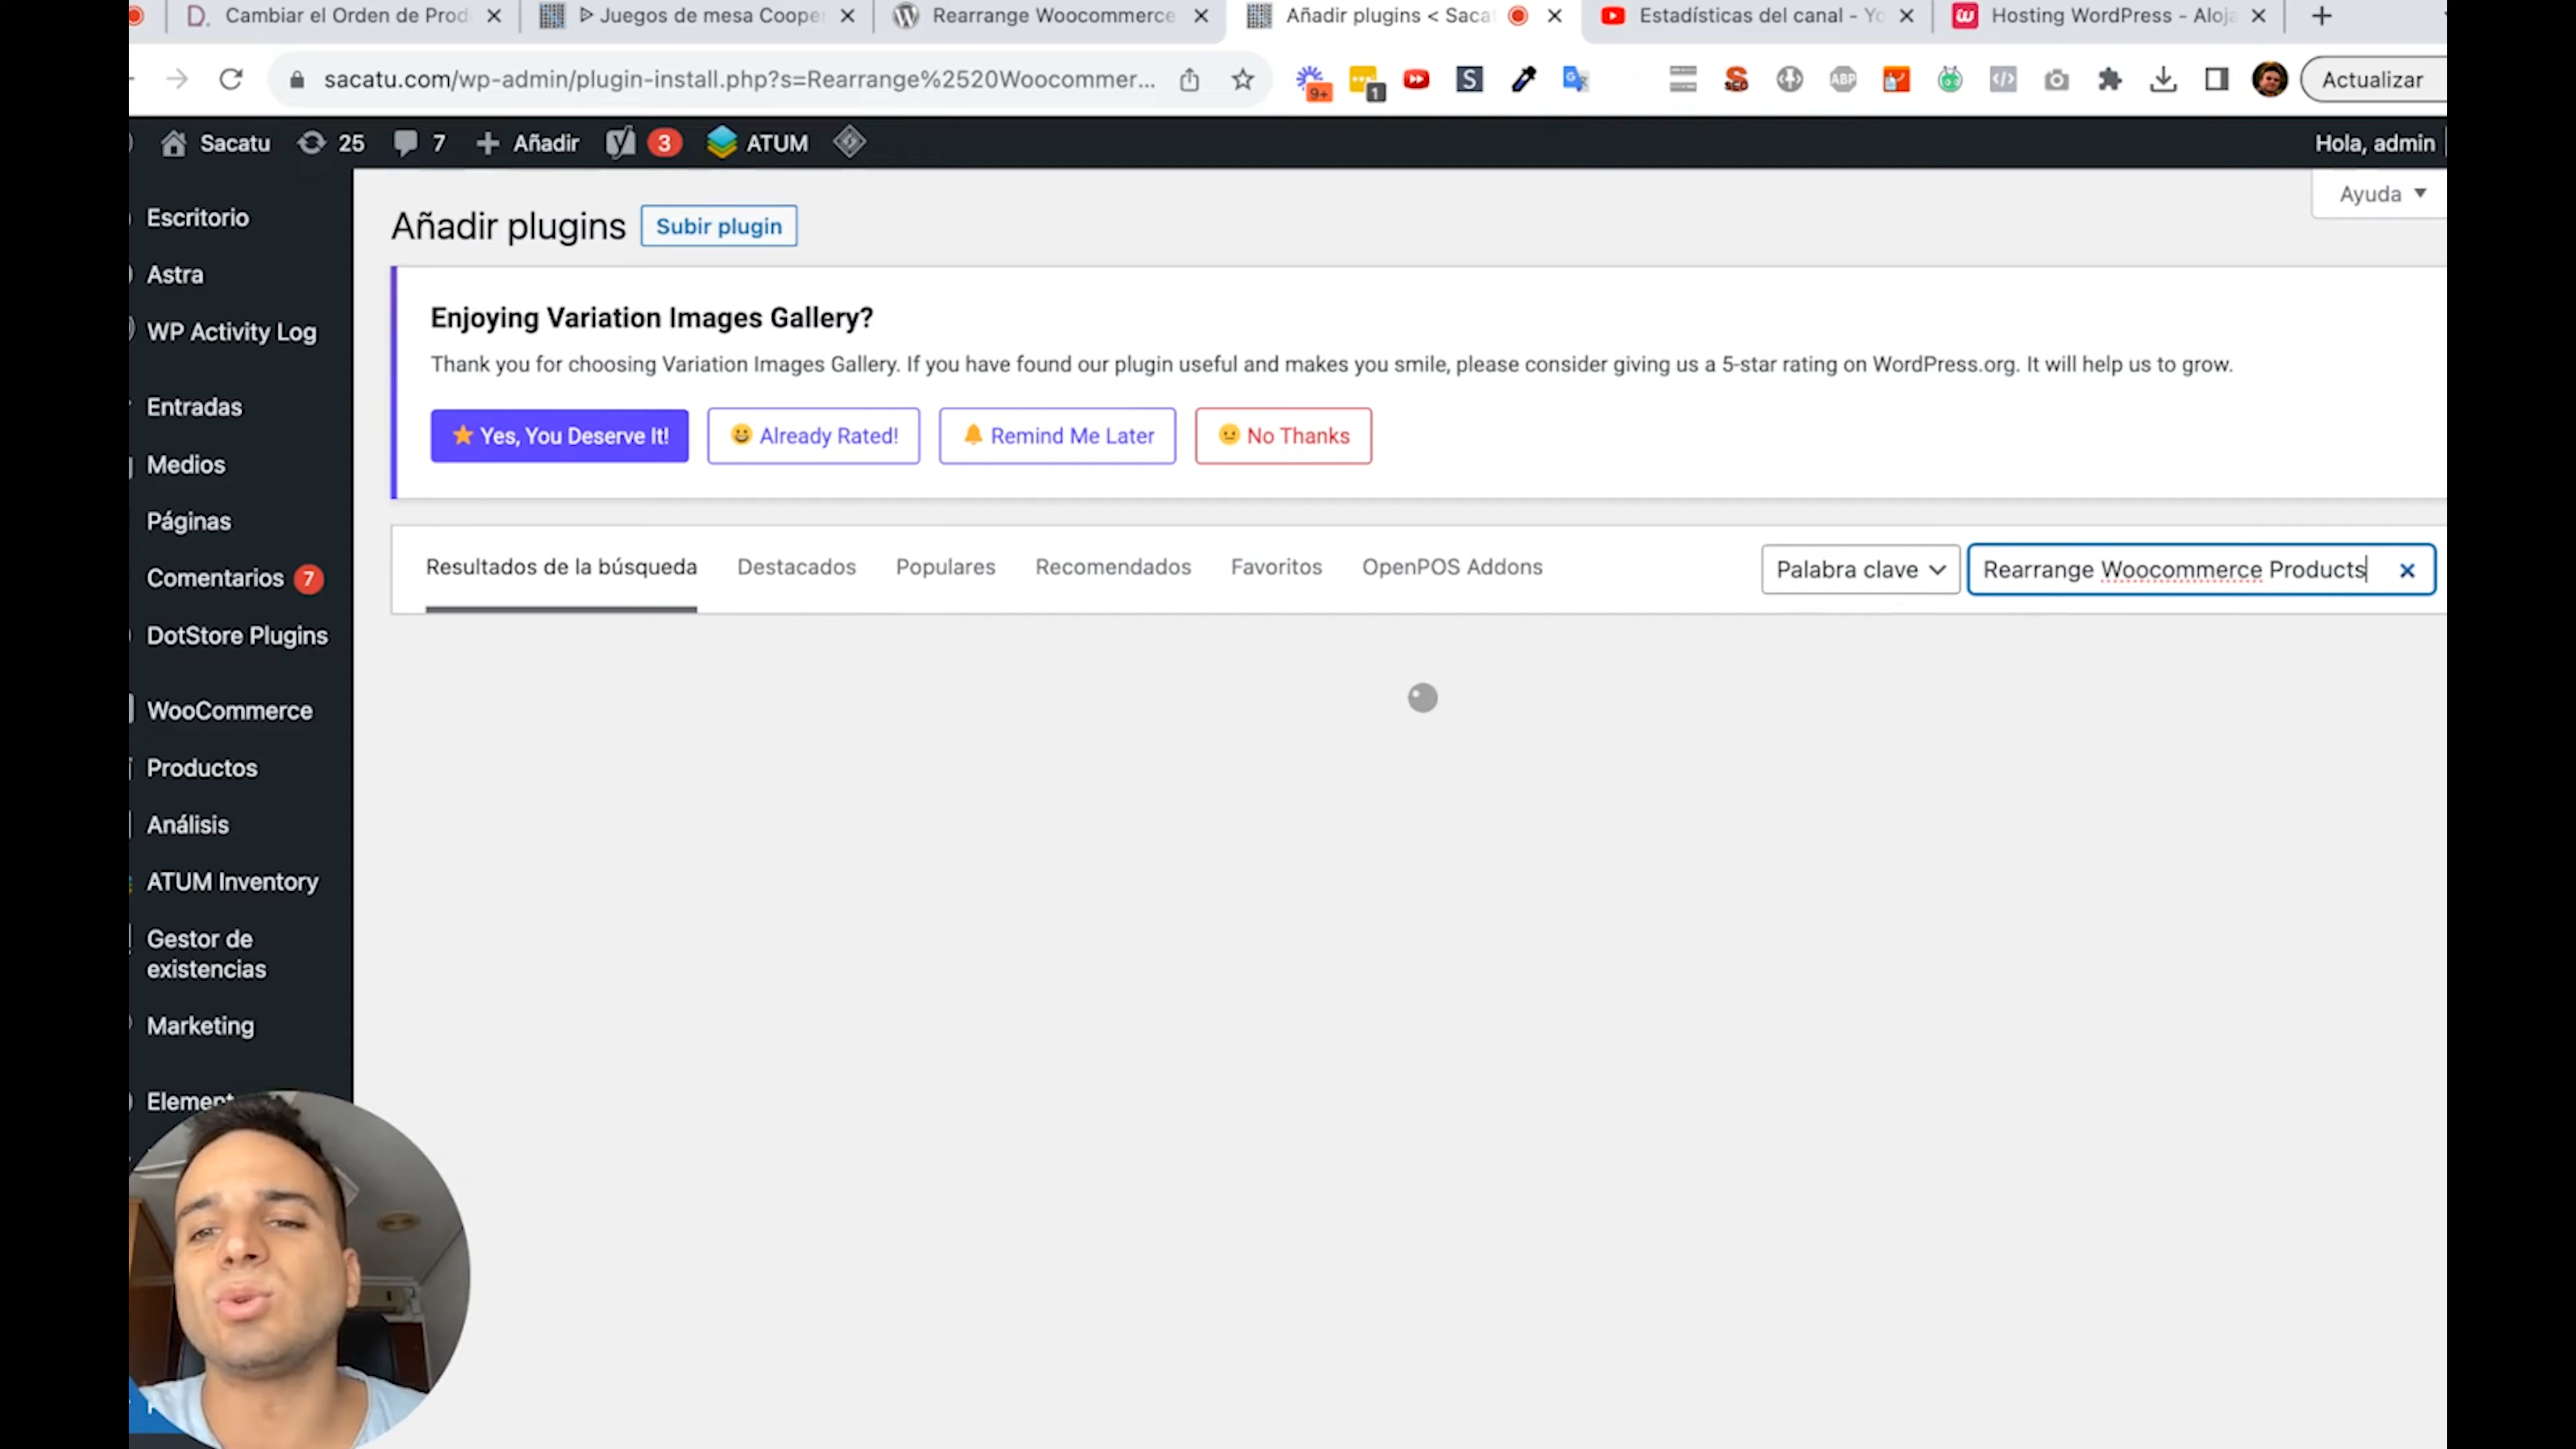 Cambiar el Orden de Prod
Juegos de mesa Cooper
Rearrange Woocommerce
Añadir plugins < Saca
Estadísticas del canal - Yo
Hosting WordPress - Aloja
sacatu.com/wp-admin/plugin-install.php?s=Rearrange%2520Woocommer...
9+
1
S
ABP
Actualizar
Sacatu
25
7
Añadir
3
ATUM
Hola, admin
Ayuda
Escritorio
Astra
WP Activity Log
Entradas
Medios
Páginas
Comentarios 7
DotStore Plugins
WooCommerce
Productos
Análisis
ATUM Inventory
Gestor de
existencias
Marketing
Element
Añadir plugins
Subir plugin
Enjoying Variation Images Gallery?
Thank you for choosing Variation Images Gallery. If you have found our plugin useful and makes you smile, please consider giving us a 5-star rating on WordPress.org. It will help us to grow.
Yes, You Deserve It!
Already Rated!
Remind Me Later
No Thanks
Resultados de la búsqueda
Destacados
Populares
Recomendados
Favoritos
OpenPOS Addons
Palabra clave
Rearrange Woocommerce Products